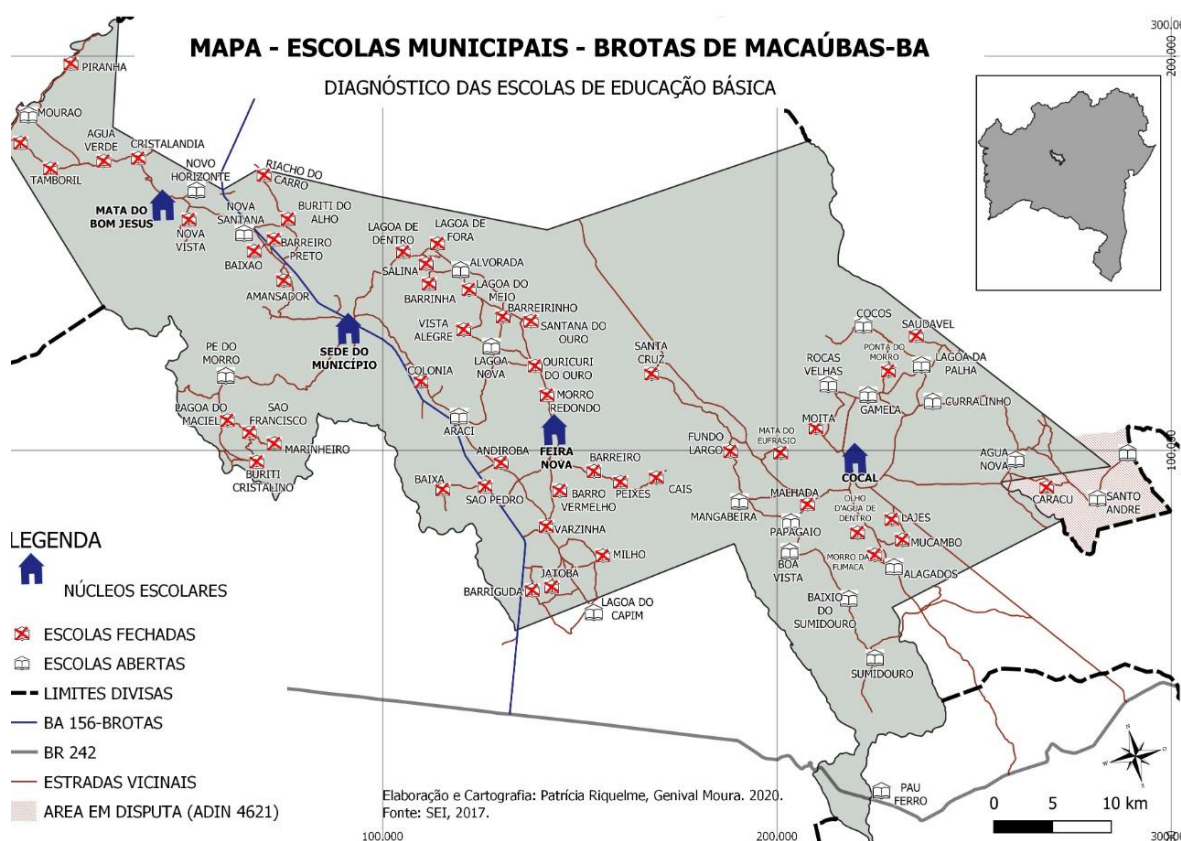 MAPA - ESCOLAS MUNICIPAIS - BROTAS DE MACAÚBAS-BA
DIAGNÓSTICO DAS ESCOLAS DE EDUCAÇÃO BÁSICA
300.00
200.000
PIRANHA
MOURAO
AGUA
VERDE
CRISTALANDIA
TAMBORIL
NOVO
HORIZONTE
RIACHO DO
CARRO
MATA DO
BOM JESUS
NOVA
VISTA
NOVA
SANTANA
BURITI DO
ALHO
BARREIRO
PRETO
BAIXAO
AMANSADOR
LAGOA DE
DENTRO
LAGOA DE
FORA
SALINA
ALVORADA
BARRINHA
LAGOA DO
MEIO
BARREIRINHO
VISTA
ALEGRE
SANTANA DO
OURO
SEDE DO
MUNICÍPIO
LAGOA
NOVA
OURICURI
DO OURO
PE DO
MORRO
COLONIA
MORRO
REDONDO
LAGOA DO
MACIEL
SAO
FRANCISCO
MARINHEIRO
BURITI
CRISTALINO
ARACI
FEIRA
NOVA
ANDIROBA
BAIXA
SAO PEDRO
BARREIRO
PEIXES
CAIS
BARRO
VERMELHO
VARZINHA
MILHO
JATOBA
BARRIGUDA
LAGOA DO
CAPIM
SANTA
CRUZ
COCOS
SAUDAVEL
PONTA DO
MORRO
ROCAS
VELHAS
LAGOA DA
PALHA
GAMELA
CURRALINHO
MOITA
FUNDO
LARGO
MATA DO
EUFRASIO
COCAL
AGUA
NOVA
100.000
CARACU
SANTO
ANDRE
MALHADA
OLHO
D'AGUA DE
DENTRO
LAJES
MANGABEIRA
PAPAGAIO
MUCAMBO
BOA
VISTA
MORRO DA
FUMACA
ALAGADOS
BAIXIO
DO
SUMIDOURO
SUMIDOURO
PAU
FERRO
LEGENDA
NÚCLEOS ESCOLARES
ESCOLAS FECHADAS
ESCOLAS ABERTAS
LIMITES DIVISAS
BA 156-BROTAS
BR 242
ESTRADAS VICINAIS
AREA EM DISPUTA (ADIN 4621)
Elaboração e Cartografia: Patrícia Riquelme, Genival Moura. 2020.
Fonte: SEI, 2017.
0 5 10 km
100.000
200.000